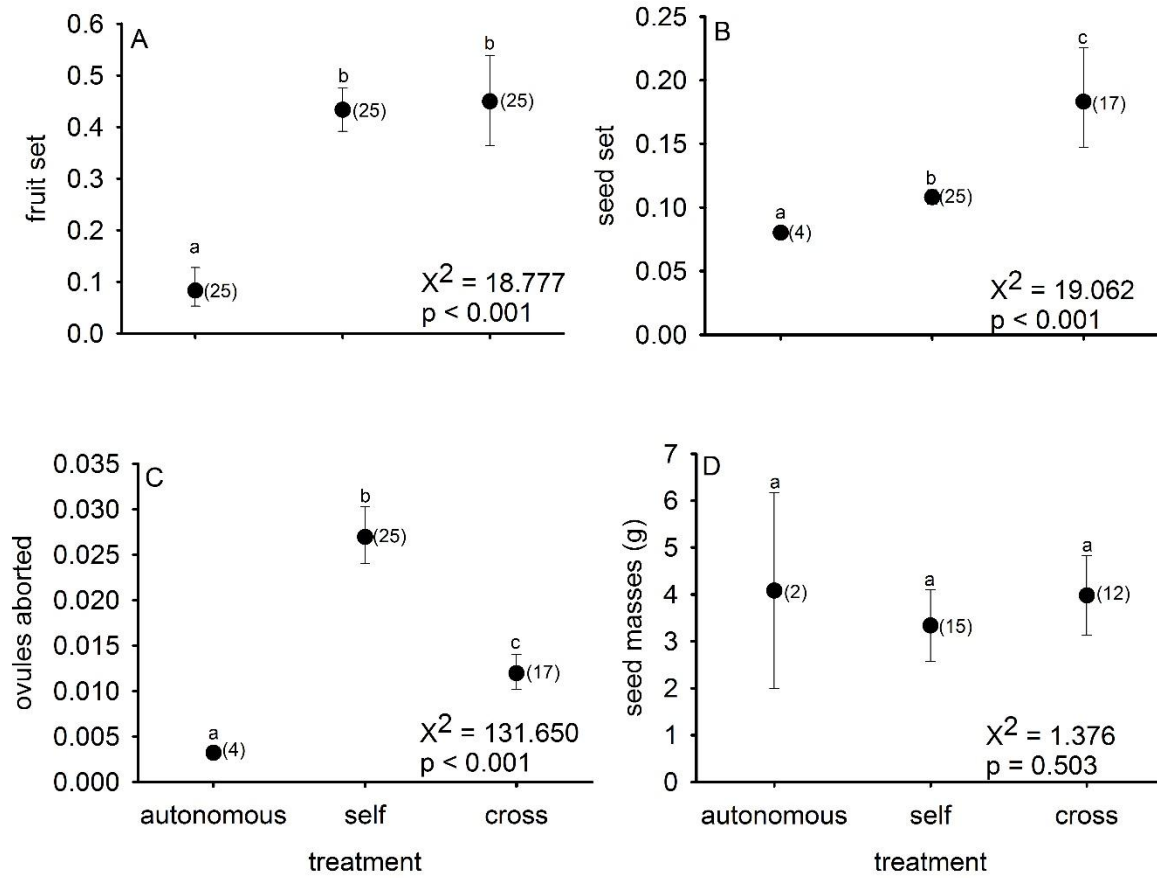 A
fruit set
0.6
0.5
0.4
0.3
0.2
0.1
0.0
a
(25)
b
(25)
b
(25)
X² = 18.777
p < 0.001
B
seed set
0.25
0.20
0.15
0.10
0.05
0.00
a
(4)
b
(25)
c
(17)
X² = 19.062
p < 0.001
C
ovules aborted
0.035
0.030
0.025
0.020
0.015
0.010
0.005
0.000
a
(4)
b
(25)
c
(17)
X² = 131.650
p < 0.001
autonomous self cross
treatment
D
seed masses (g)
7
6
5
4
3
2
1
0
a
(2)
a
(15)
a
(12)
X² = 1.376
p = 0.503
autonomous self cross
treatment